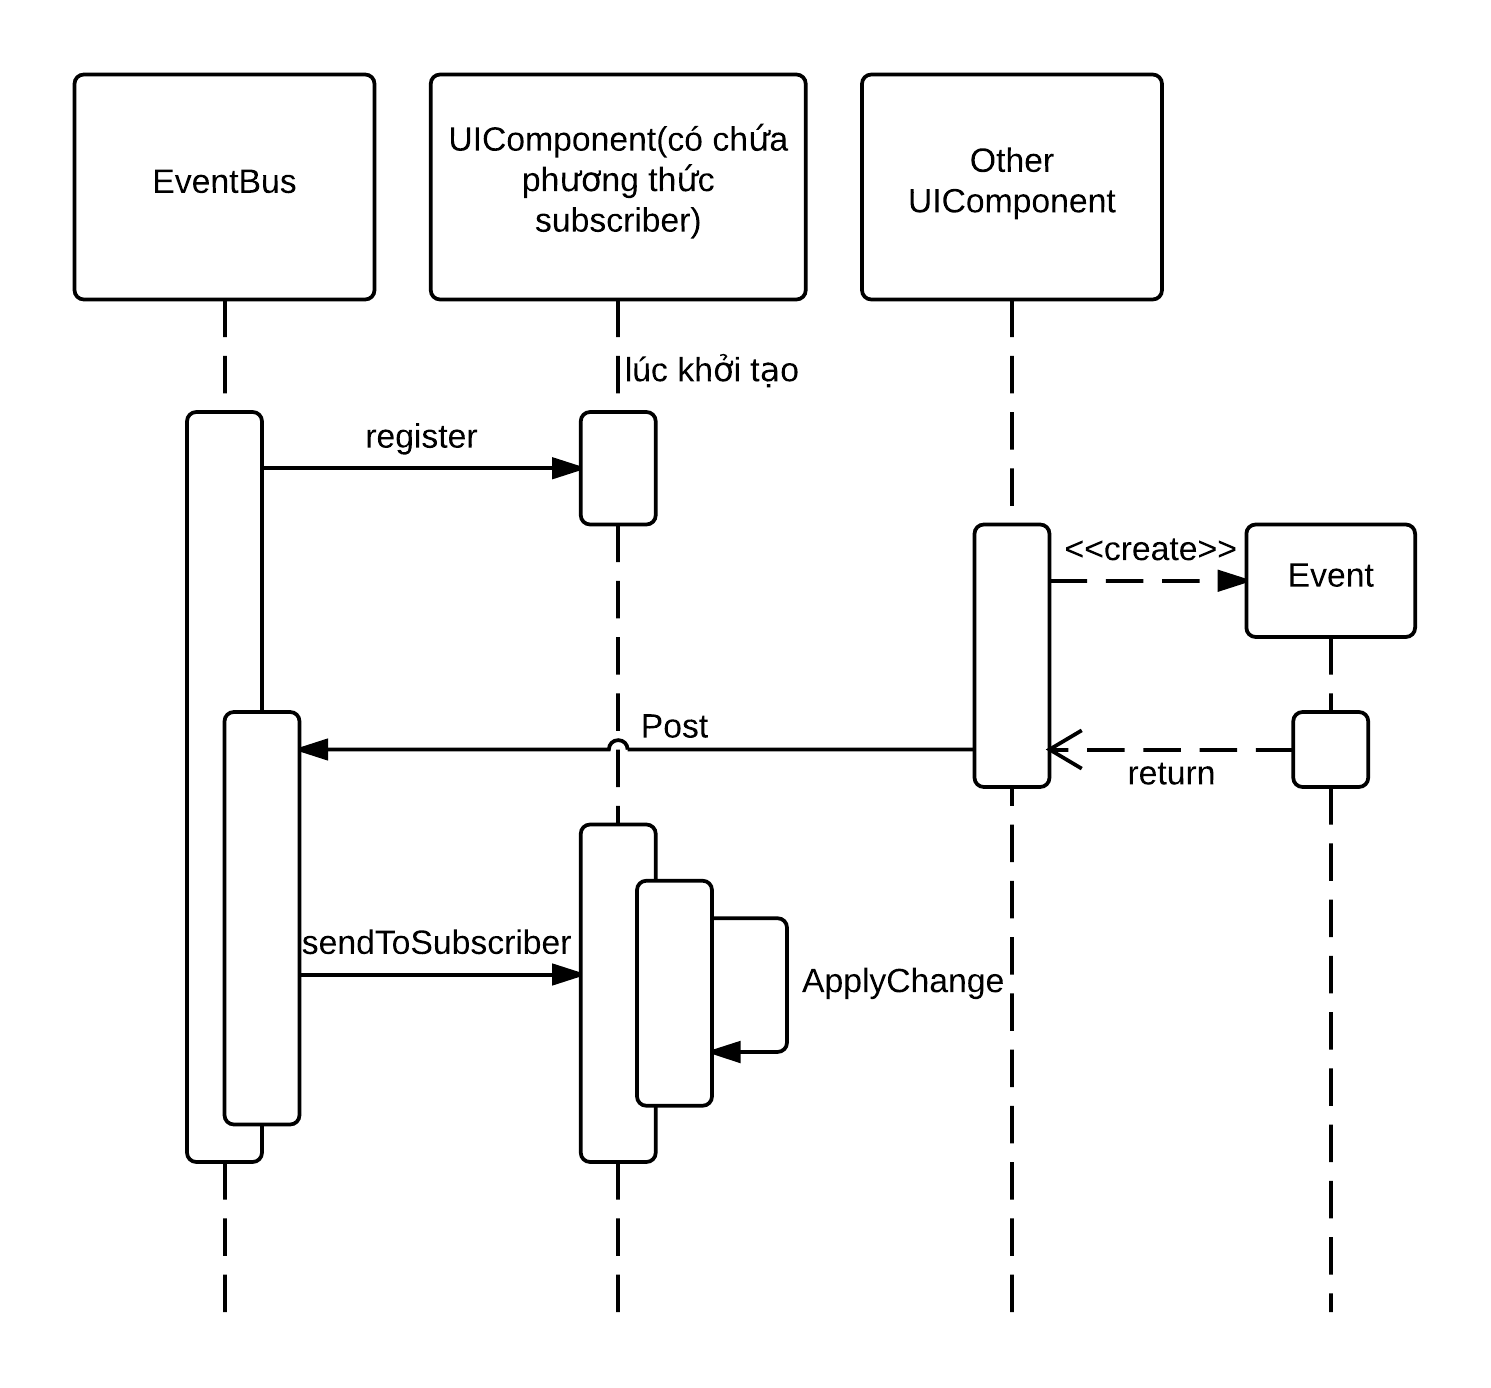 EventBus
UIComponent(có chứa
phương thức
subscriber)
Other
UIComponent
lúc khởi tạo
register
<<create>>
Event
Post
return
sendToSubscriber
ApplyChange